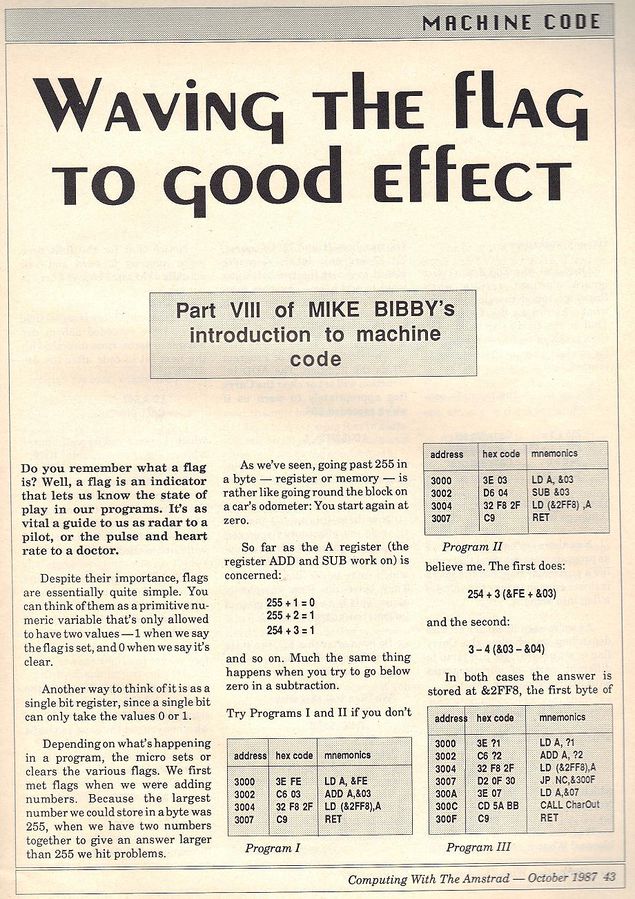 MACHINE CODE
WAViNG THE flAG
TO GOOd EffECT
Part VIII of MIKE BIBBY's
introduction to machine
code
Do you remember what a flag
is? Well, a flag is an indicator
that lets us know the state of
play in our programs. It's as
vital a guide to us as radar to a
pilot, or the pulse and heart
rate to a doctor.
Despite their importance, flags
are essentially quite simple. You
can think of them as a primitive nu-
meric variable that's only allowed
to have two values — 1 when we say
the flag is set, and 0 when we say it's
clear.
Another way to think of it is as a
single bit register, since a single bit
can only take the values 0 or 1.
Depending on what's happening
in a program, the micro sets or
clears the various flags. We first
met flags when we were adding
numbers. Because the largest
number we could store in a byte was
255, when we have two numbers
together to give an answer larger
than 255 we hit problems.
As we've seen, going past 255 in
a byte — register or memory — is
rather like going round the block on
a car's odometer: You start again at
zero.
So far as the A register (the
register ADD and SUB work on) is
concerned:
255 + 1 = 0
255 + 2 = 1
254 + 3 = 1
and so on. Much the same thing
happens when you try to go below
zero in a subtraction.
Try Programs I and II if you don't
address hex code mnemonics
3000 3E FE LD A, &FE
3002 C6 03 ADD A,&03
3004 32 F8 2F LD (&2FF8),A
3007 C9 RET
Program I
address hex code mnemonics
3000 3E 03 LD A, &03
3002 D6 04 SUB &03
3004 32 F8 2F LD (&2FF8) ,A
3007 C9 RET
Program II
believe me. The first does:
254 + 3 (&FE + &03)
and the second:
3 – 4 (&03 – &04)
In both cases the answer is
stored at &2FF8, the first byte of
address hex code mnemonics
3000 3E ?1 LD A, ?1
3002 C6 ?2 ADD A, ?2
3004 32 F8 2F LD (&2FF8),A
3007 D2 0F 30 JP NC,&300F
300A 3E 07 LD A,&07
300C CD 5A BB CALL CharOut
300F C9 RET
Program III
Computing With The Amstrad — October 1987 43